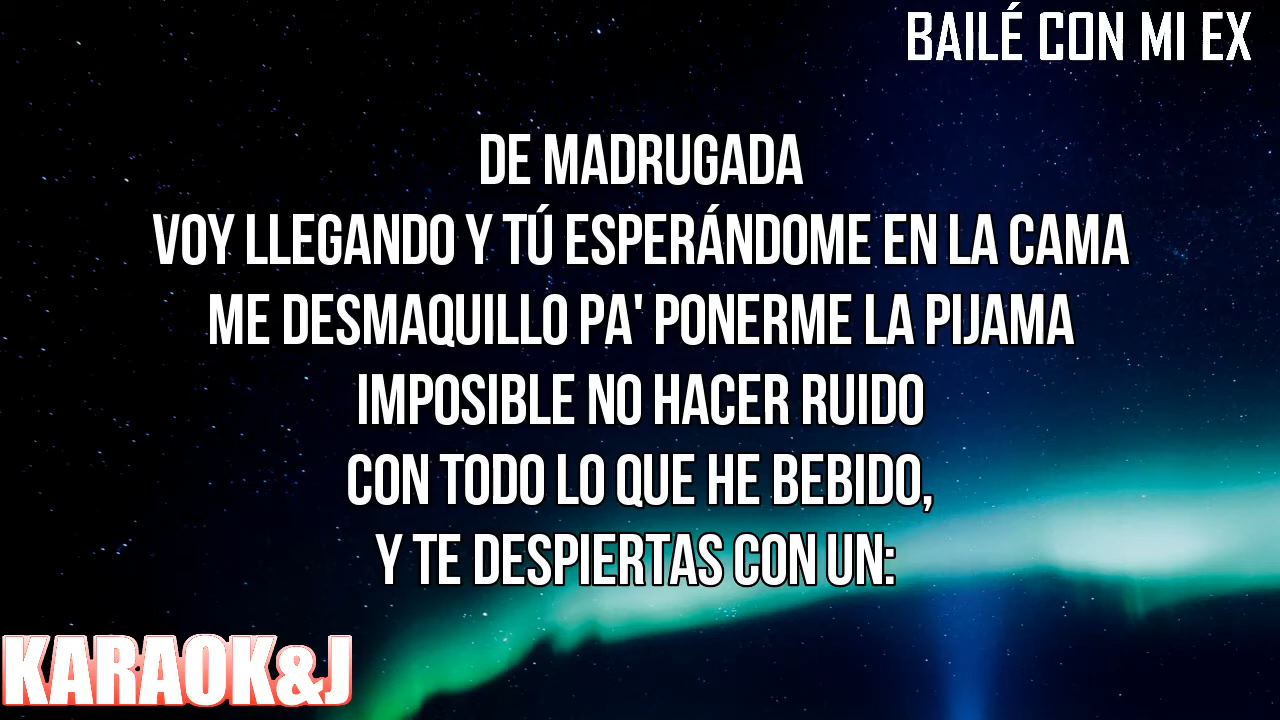 BAILÉ CON MI EX
DE MADRUGADA
VOY LLEGANDO Y TÚ ESPERÁNDOME EN LA CAMA
ME DESMAQUILLO PA' PONERME LA PIJAMA
IMPOSIBLE NO HACER RUIDO
CON TODO LO QUE HE BEBIDO,
Y TE DESPIERTAS CON UN:
KARAOK&J